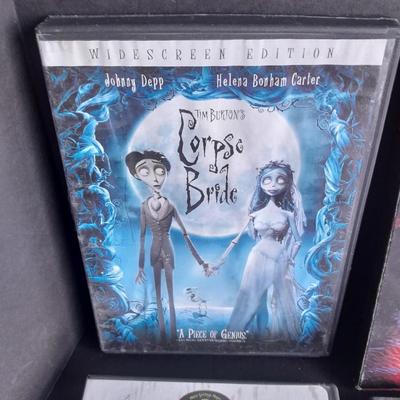 WIDESCREEN EDITION
Johnny Depp Helena Bonham Carter
TIM BURTON'S
Corpse
Bride
"A PIECE OF GENIUS."